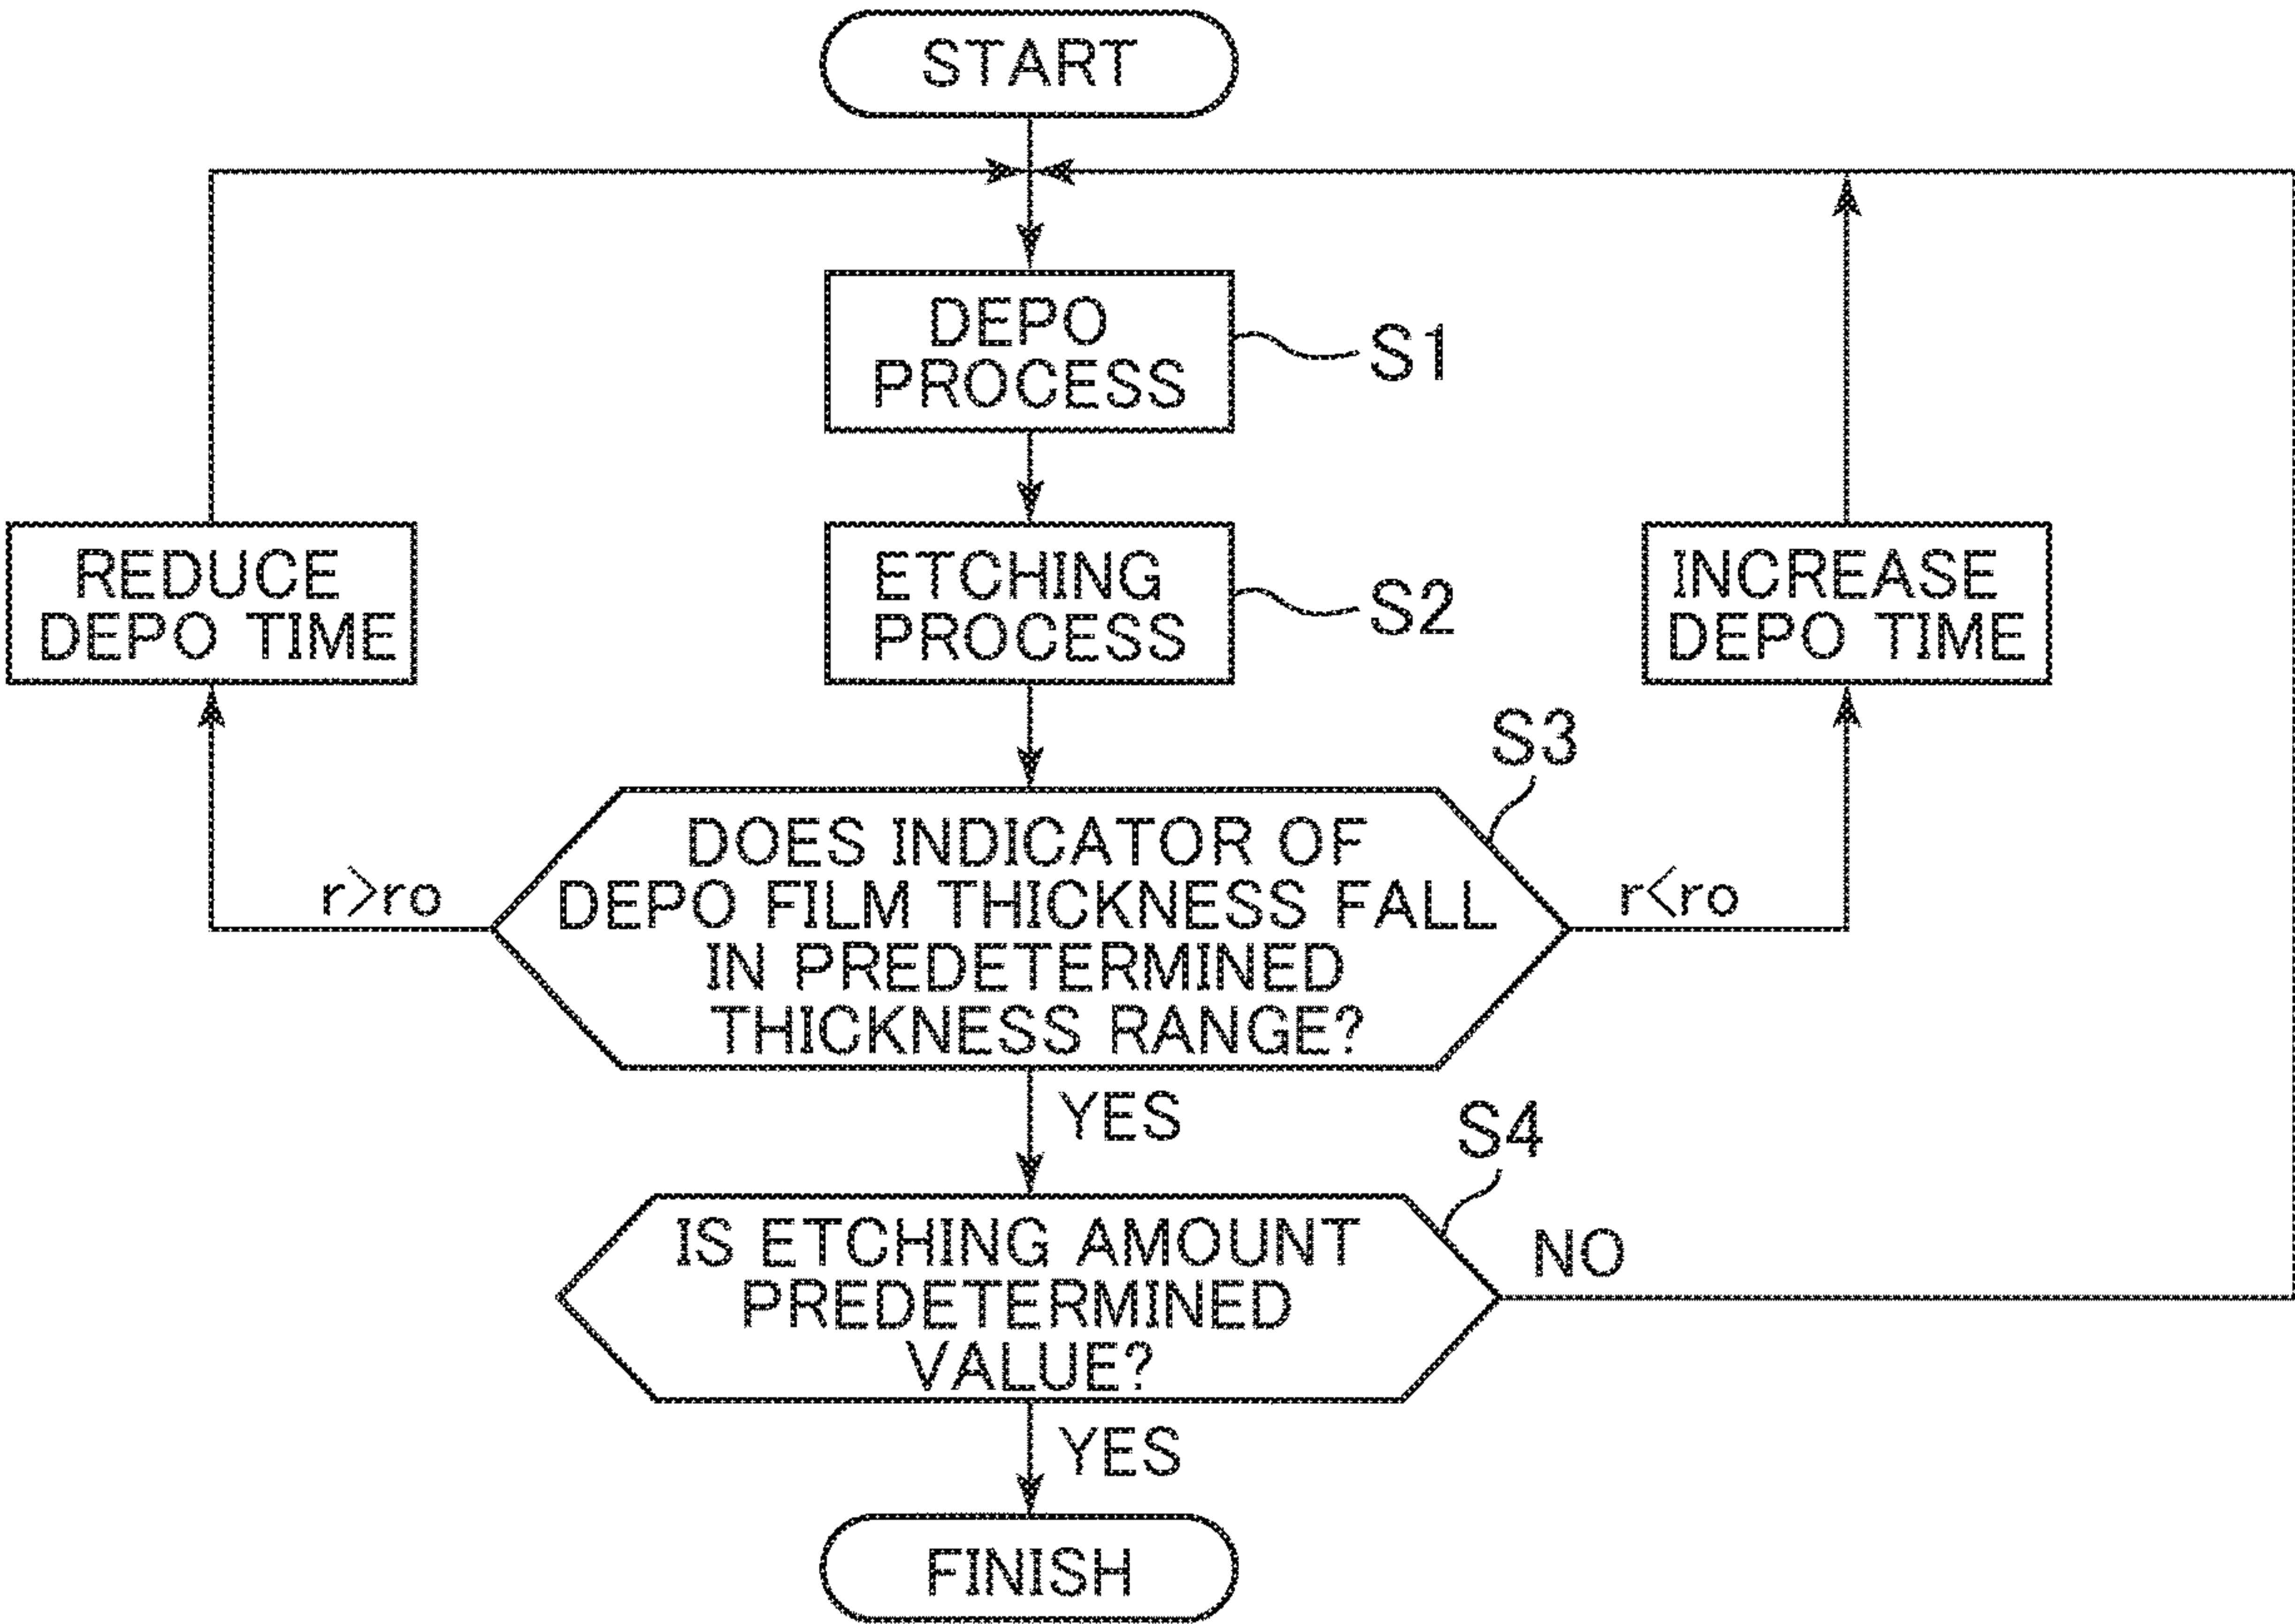 START
DEPO
PROCESS
S1
REDUCE
DEPO TIME
ETCHING
PROCESS
S2
INCREASE
DEPO TIME
S3
DOES INDICATOR OF
DEPO FILM THICKNESS FALL
IN PREDETERMINED
THICKNESS RANGE?
r>ro
r<ro
YES
S4
IS ETCHING AMOUNT
PREDETERMINED
VALUE?
NO
YES
FINISH